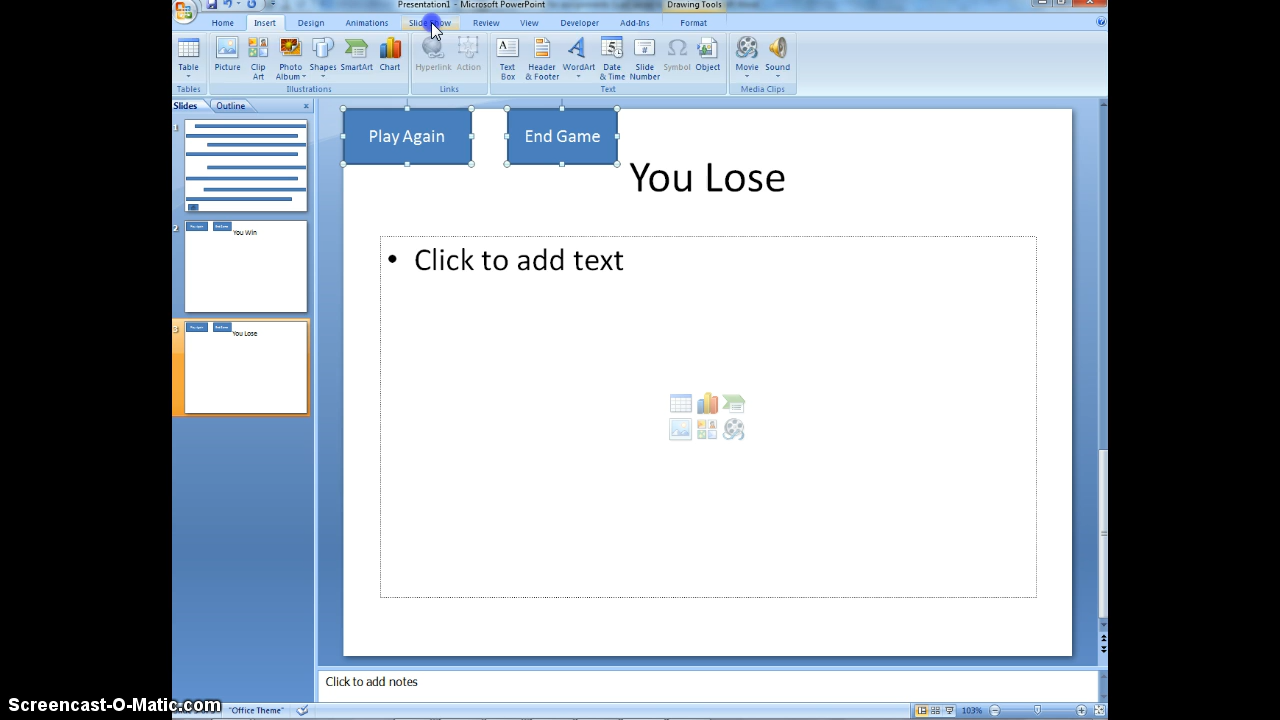 Presentation1 - Microsoft PowerPoint
Drawing Tools
Home Insert Design Animations Slide Show Review View Developer Add-Ins Format
Table Picture Clip Art Photo Album Shapes SmartArt Chart Hyperlink Action Text Box Header & Footer WordArt Date & Time Slide Number Symbol Object Movie Sound
Tables Illustrations Links Text Media Clips
Slides Outline
1
2
You Win
3
You Lose
Play Again
End Game
You Lose
• Click to add text
Click to add notes
"Office Theme"
103%
Screencast-O-Matic.com